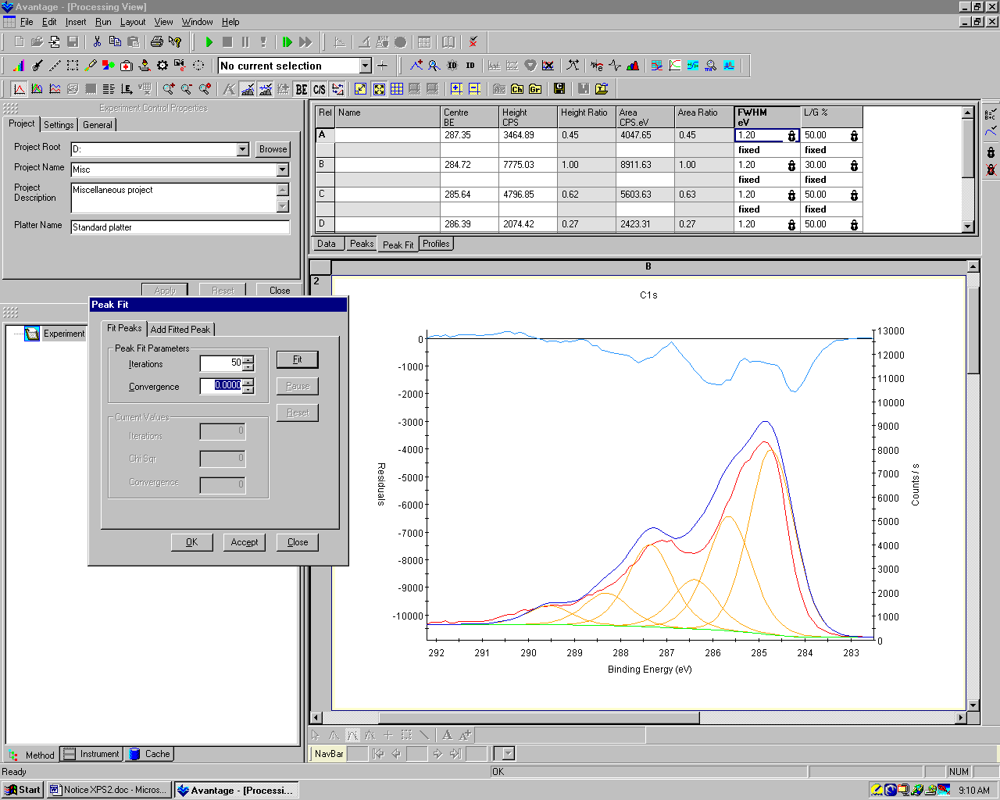 Avantage - [Processing View]
File Edit Insert Run Layout View Window Help
No current selection
BE C/S Ch Gr
Experiment Control Properties
Project Settings General
Project Root D: Browse
Project Name Misc
Project Description Miscellaneous project
Platter Name Standard platter
Apply Reset Close
Rel Name Centre BE Height CPS Height Ratio Area CPS.eV Area Ratio FWHM eV L/G %
A 287.35 3464.89 0.45 4047.65 0.45 1.20 50.00
fixed fixed
B 284.72 7775.03 1.00 8911.63 1.00 1.20 30.00
fixed fixed
C 285.64 4796.85 0.62 5603.63 0.63 1.20 50.00
fixed fixed
D 286.39 2074.42 0.27 2423.31 0.27 1.20 50.00
Data Peaks Peak Fit Profiles
B
2
C1s
0
-1000
-2000
-3000
-4000
-5000
-6000
-7000
-8000
-9000
-10000
Residuals
13000
12000
11000
10000
9000
8000
7000
6000
5000
4000
3000
2000
1000
0
Counts / s
292 291 290 289 288 287 286 285 284 283
Binding Energy (eV)
Experiment
Peak Fit
Fit Peaks Add Fitted Peak
Peak Fit Parameters
Iterations 50 Fit
Convergence 0.0000 Pause
Reset
Current Values
Iterations 0
Chi Sqr 0
Convergence 0
OK Accept Close
Method Instrument Cache
NavBar
Ready OK NUM
Start Notice XPS2.doc - Micros... Avantage - [Processi... 9:10 AM